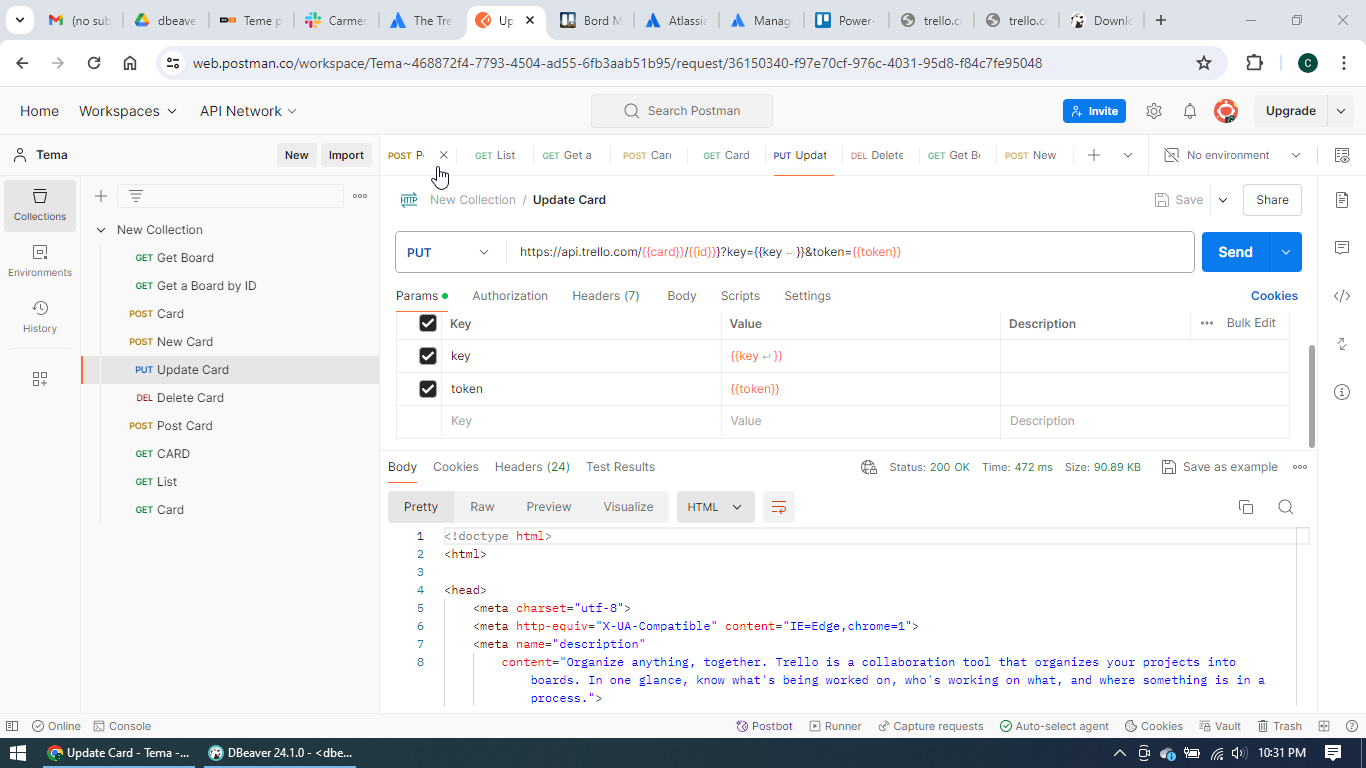 (no sub
dbeave
Teme p
Carmer
The Tre
Up
Bord M
Atlassia
Manag
Power-
trello.c
trello.c
Downlo
web.postman.co/workspace/Tema~468872f4-7793-4504-ad55-6fb3aab51b95/request/36150340-f97e70cf-976c-4031-95d8-f84c7fe95048
C
Home Workspaces API Network Search Postman Invite Upgrade
Tema New Import POST Po GET List GET Get a POST Card GET Card PUT Updat DEL Delete GET Get B POST New No environment
Collections
Environments
History
New Collection
GET Get Board
GET Get a Board by ID
POST Card
POST New Card
PUT Update Card
DEL Delete Card
POST Post Card
GET CARD
GET List
GET Card
HTTP New Collection / Update Card Save Share
PUT https://api.trello.com/{{card}}/{{id}}}?key={{key ↵}}&token={{token}} Send
Params Authorization Headers (7) Body Scripts Settings Cookies
Key Value Description Bulk Edit
key {{key ↵}}
token {{token}}
Key Value Description
Body Cookies Headers (24) Test Results Status: 200 OK Time: 472 ms Size: 90.89 KB Save as example
Pretty Raw Preview Visualize HTML
1 <!doctype html>
2 <html>
3
4 <head>
5 <meta charset="utf-8">
6 <meta http-equiv="X-UA-Compatible" content="IE=Edge,chrome=1">
7 <meta name="description"
8 content="Organize anything, together. Trello is a collaboration tool that organizes your projects into
boards. In one glance, know what's being worked on, who's working on what, and where something is in a
process.">
Online Console Postbot Runner Capture requests Auto-select agent Cookies Vault Trash
Update Card - Tema -... DBeaver 24.1.0 - <dbe... 10:31 PM